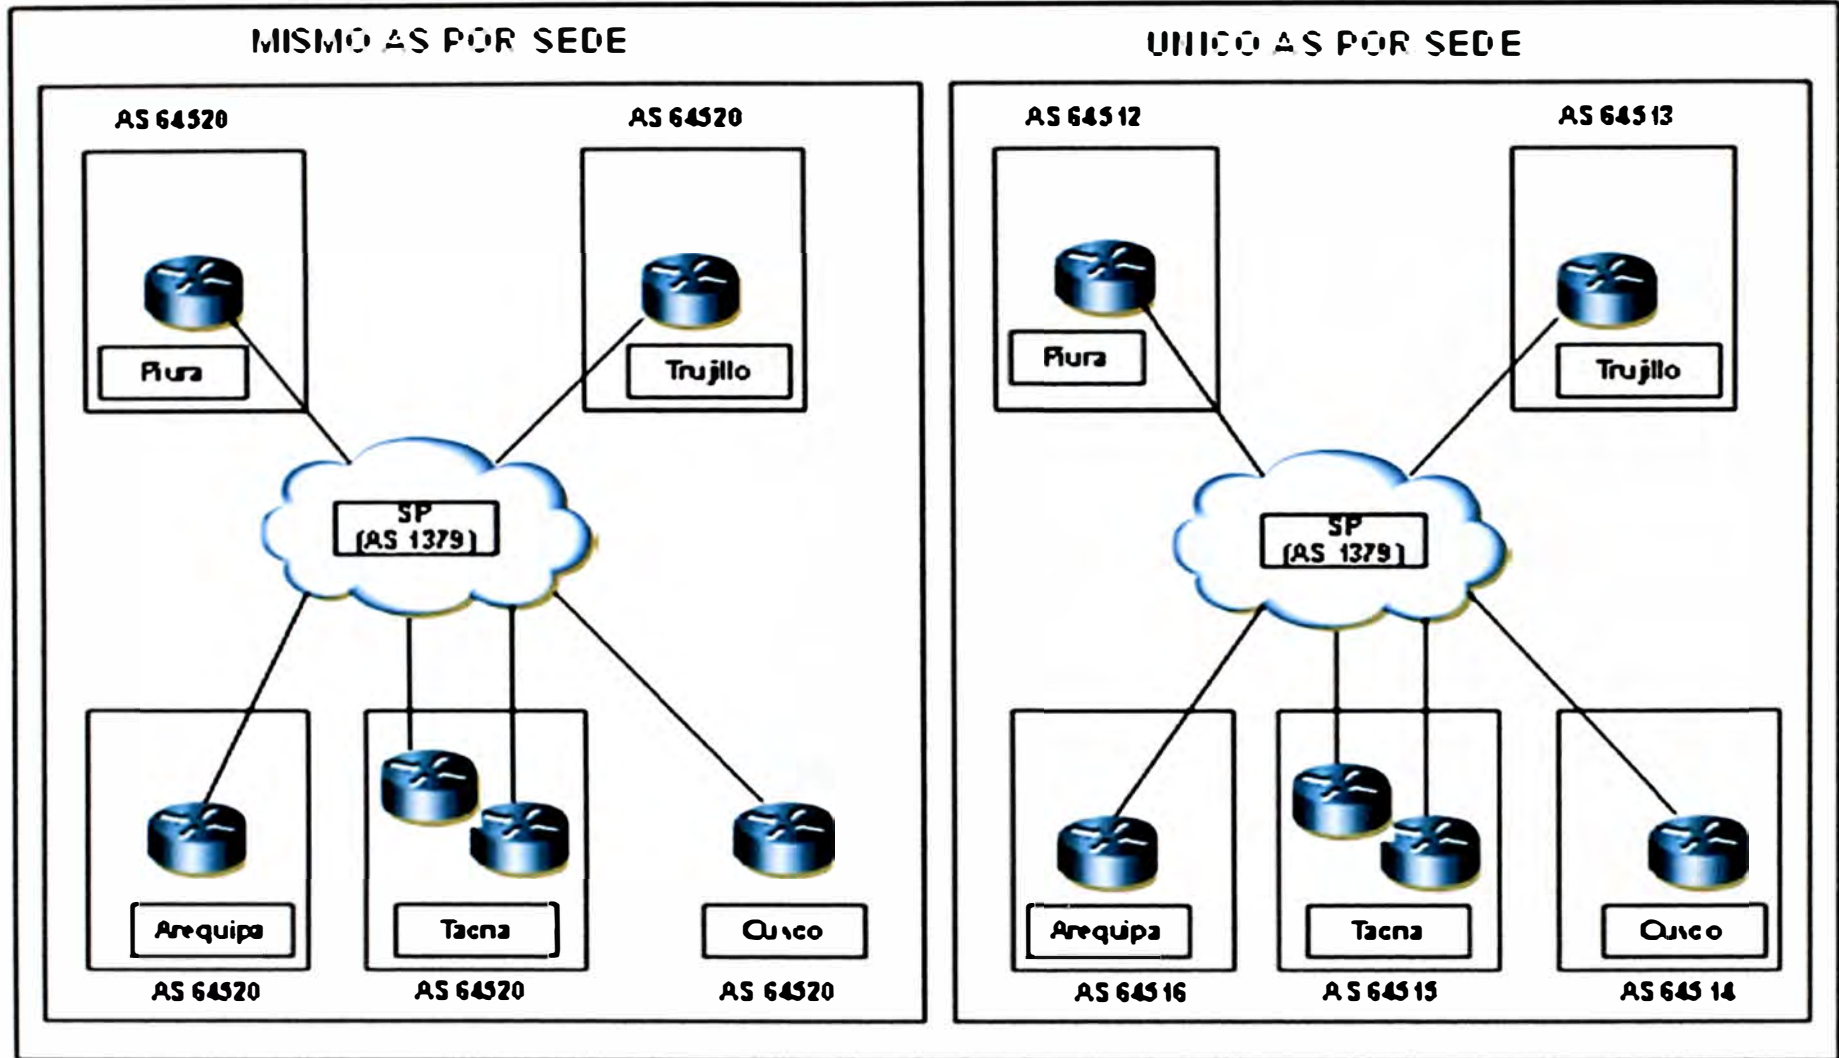 MISMO AS POR SEDE
AS 64520
AS 64520
Piura
Trujillo
SP
(AS 1379)
Arequipa
Tacna
Cusco
AS 64520
AS 64520
AS 64520
UNICO AS POR SEDE
AS 64512
AS 64513
Piura
Trujillo
SP
(AS 1379)
Arequipa
Tacna
Cusco
AS 64516
AS 64515
AS 64514